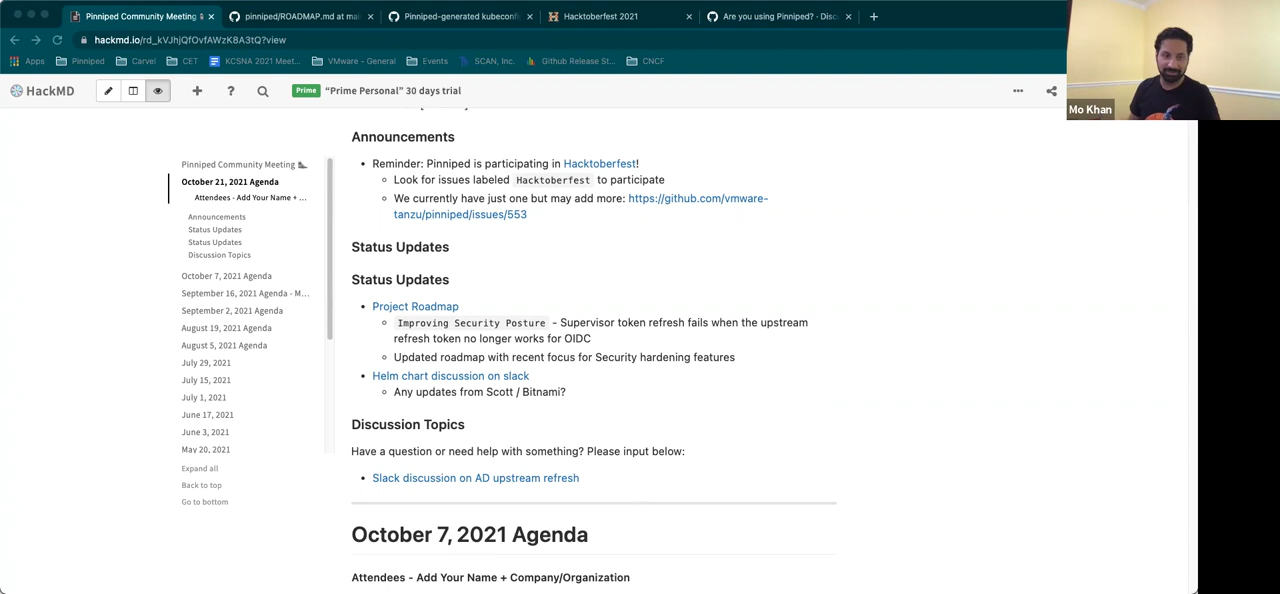 Pinniped Community Meeting
pinniped/ROADMAP.md at mai
Pinniped-generated kubeconfi
Hacktoberfest 2021
Are you using Pinniped? · Disc
hackmd.io/rd_kVJhjQfOvfAWzK8A3tQ?view
Apps
Pinniped
Carvel
CET
KCSNA 2021 Meet...
VMware - General
Events
SCAN, Inc.
Github Release St...
CNCF
Mo Khan
HackMD
Prime
“Prime Personal” 30 days trial
Pinniped Community Meeting
October 21, 2021 Agenda
Attendees - Add Your Name + ...
Announcements
Status Updates
Status Updates
Discussion Topics
October 7, 2021 Agenda
September 16, 2021 Agenda - M...
September 2, 2021 Agenda
August 19, 2021 Agenda
August 5, 2021 Agenda
July 29, 2021
July 15, 2021
July 1, 2021
June 17, 2021
June 3, 2021
May 20, 2021
Expand all
Back to top
Go to bottom
Announcements
Reminder: Pinniped is participating in Hacktoberfest!
Look for issues labeled Hacktoberfest to participate
We currently have just one but may add more: https://github.com/vmware-
tanzu/pinniped/issues/553
Status Updates
Status Updates
Project Roadmap
Improving Security Posture - Supervisor token refresh fails when the upstream
refresh token no longer works for OIDC
Updated roadmap with recent focus for Security hardening features
Helm chart discussion on slack
Any updates from Scott / Bitnami?
Discussion Topics
Have a question or need help with something? Please input below:
Slack discussion on AD upstream refresh
October 7, 2021 Agenda
Attendees - Add Your Name + Company/Organization